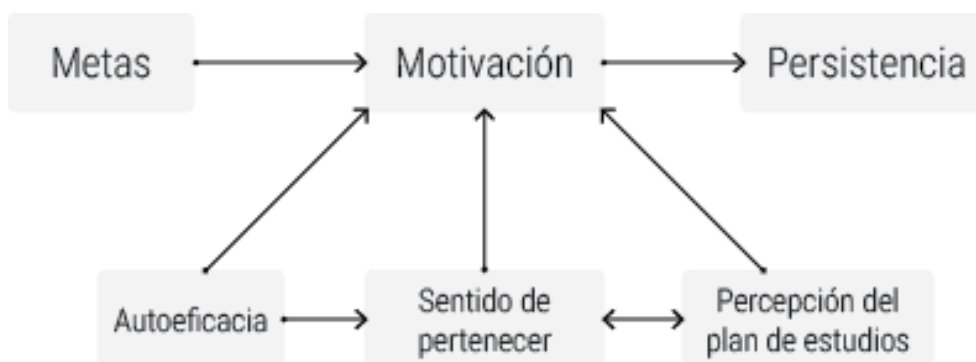 Metas
Motivación
Persistencia
Autoeficacia
Sentido de
pertenecer
Percepción del
plan de estudios